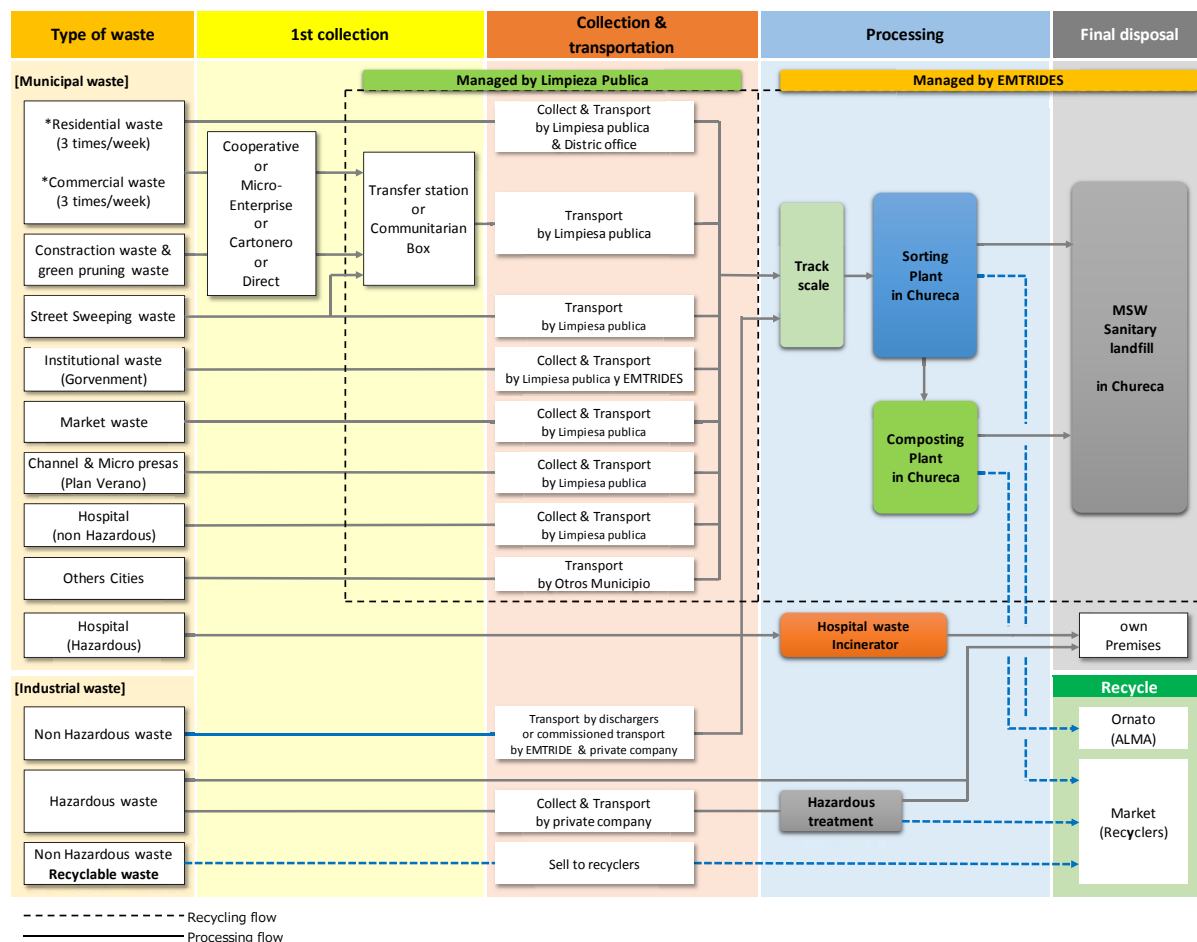 Type of waste
1st collection
Collection &
transportation
Processing
Final disposal
[Municipal waste]
Managed by Limpieza Publica
Managed by EMTRIDES
*Residential waste
(3 times/week)
*Commercial waste
(3 times/week)
Cooperative
or
Micro-
Enterprise
or
Cartonero
or
Direct
Transfer station
or
Communitarian
Box
Collect & Transport
by Limpiesa publica
& Distric office
Transport
by Limpiesa publica
Constraction waste &
green pruning waste
Street Sweeping waste
Transport
by Limpiesa publica
Institutional waste
(Gorvenment)
Collect & Transport
by Limpiesa publica y EMTRIDES
Market waste
Collect & Transport
by Limpiesa publica
Channel & Micro presas
(Plan Verano)
Collect & Transport
by Limpiesa publica
Hospital
(non Hazardous)
Collect & Transport
by Limpiesa publica
Others Cities
Transport
by Otros Municipio
Track
scale
Sorting
Plant
in Chureca
Composting
Plant
in Chureca
MSW
Sanitary
landfill
in Chureca
Hospital
(Hazardous)
Hospital waste
Incinerator
own
Premises
[Industrial waste]
Recycle
Non Hazardous waste
Transport by dischargers
or commissioned transport
by EMTRIDE & private company
Ornato
(ALMA)
Hazardous waste
Collect & Transport
by private company
Hazardous
treatment
Market
(Recyclers)
Non Hazardous waste
Recyclable waste
Sell to recyclers
Recycling flow
Processing flow